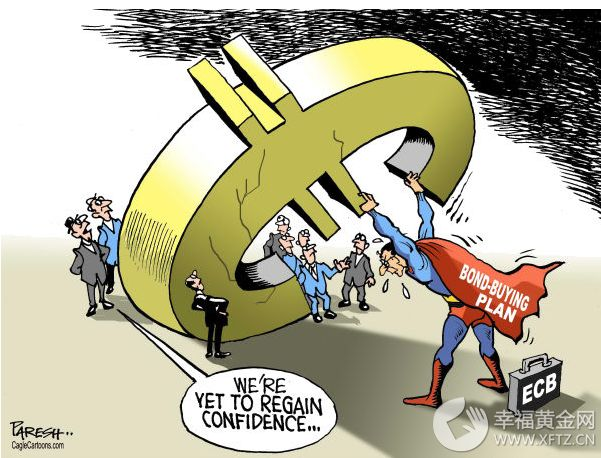 BOND-BUYING
PLAN
ECB
WE'RE
YET TO REGAIN
CONFIDENCE...
PARESH..
CagleCartoons.com
幸福黄金网
WWW.XFTZ.CN